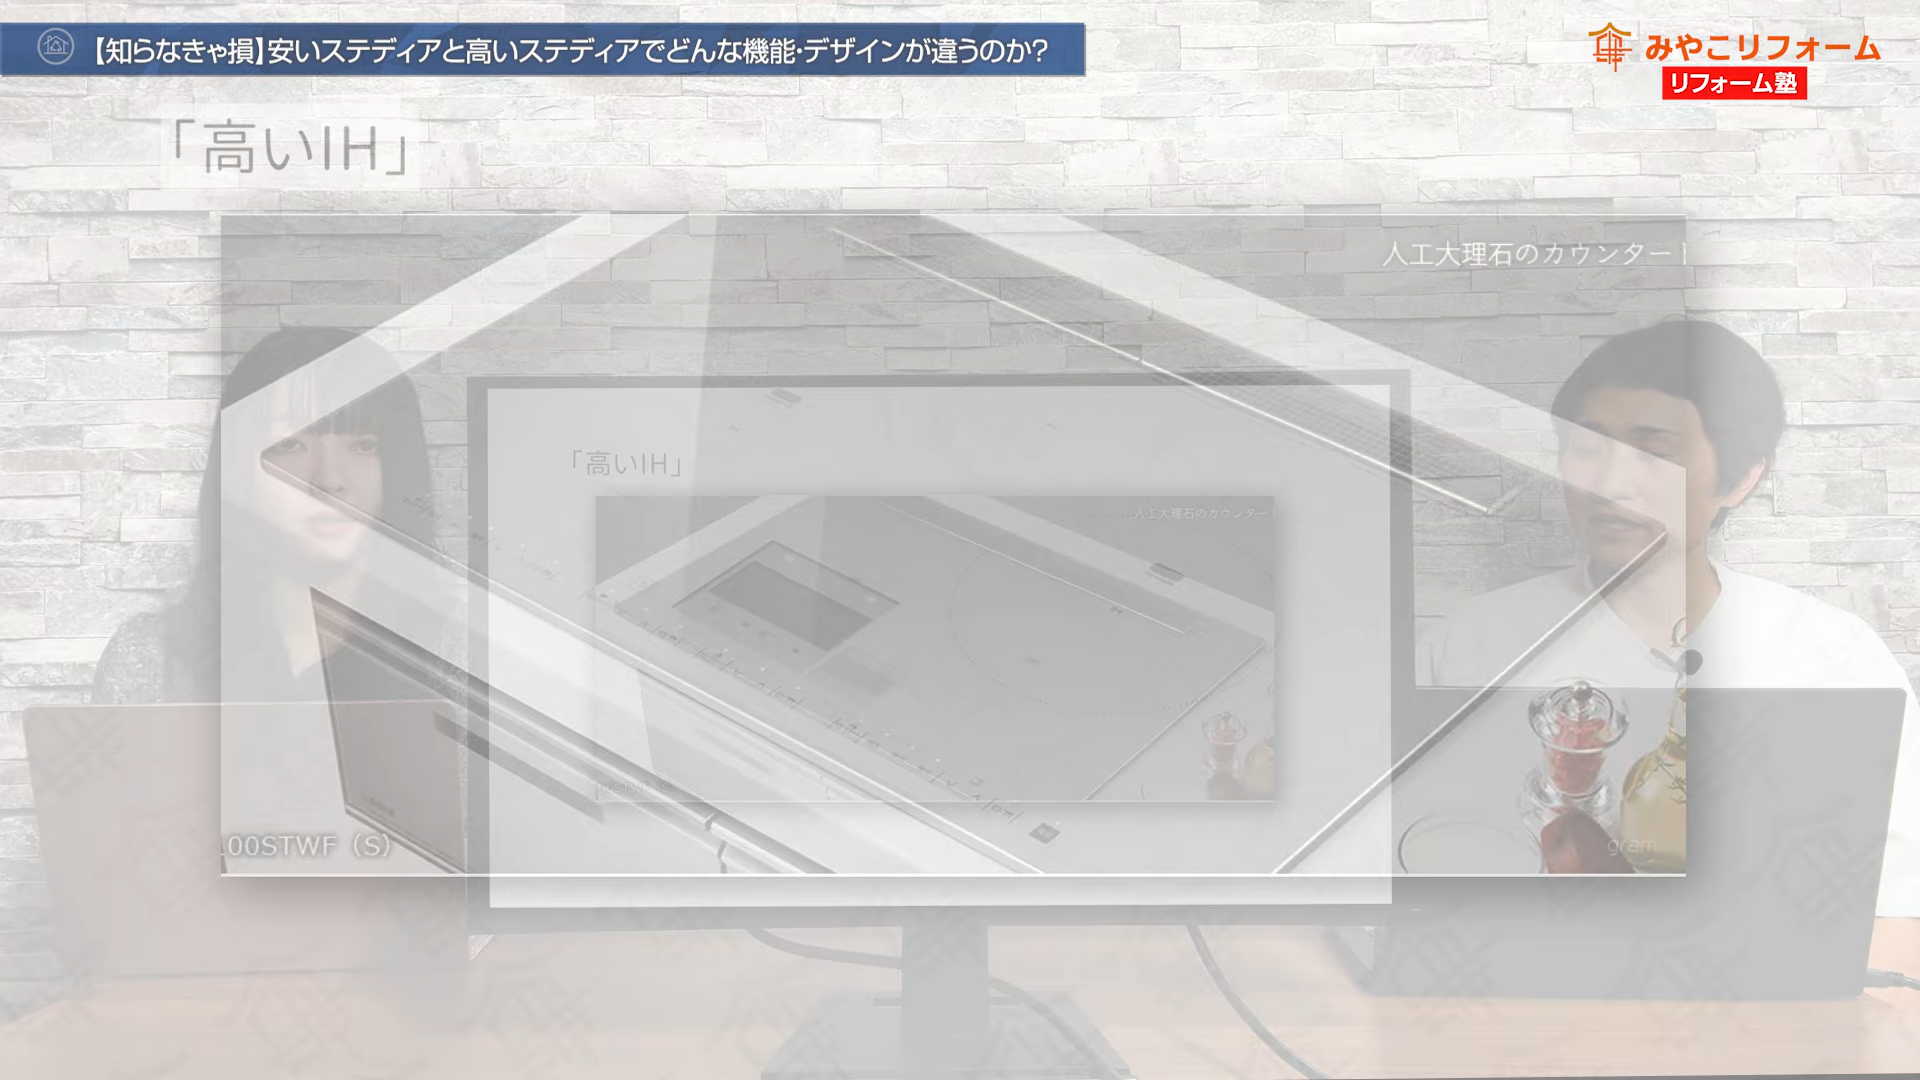 【知らなきゃ損】安いステディアと高いステディアでどんな機能・デザインが違うのか?
みやこリフォーム
リフォーム塾
「高いIH」
人工大理石のカウンタート
「高いIH」
人工大理石のカウンタート
100STWF（S）
gram